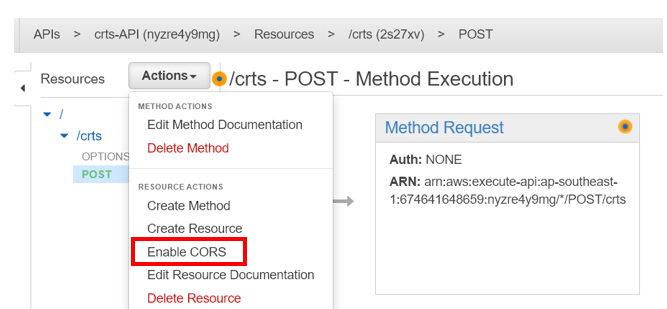 APIs > crts-API (nyzre4y9mg) > Resources > /crts (2s27xv) > POST
Resources
Actions
/crts - POST - Method Execution
/
/crts
OPTIONS
POST
METHOD ACTIONS
Edit Method Documentation
Delete Method
RESOURCE ACTIONS
Create Method
Create Resource
Enable CORS
Edit Resource Documentation
Delete Resource
Method Request
Auth: NONE
ARN: arn:aws:execute-api:ap-southeast-
1:674641648659:nyzre4y9mg/*/POST/crts